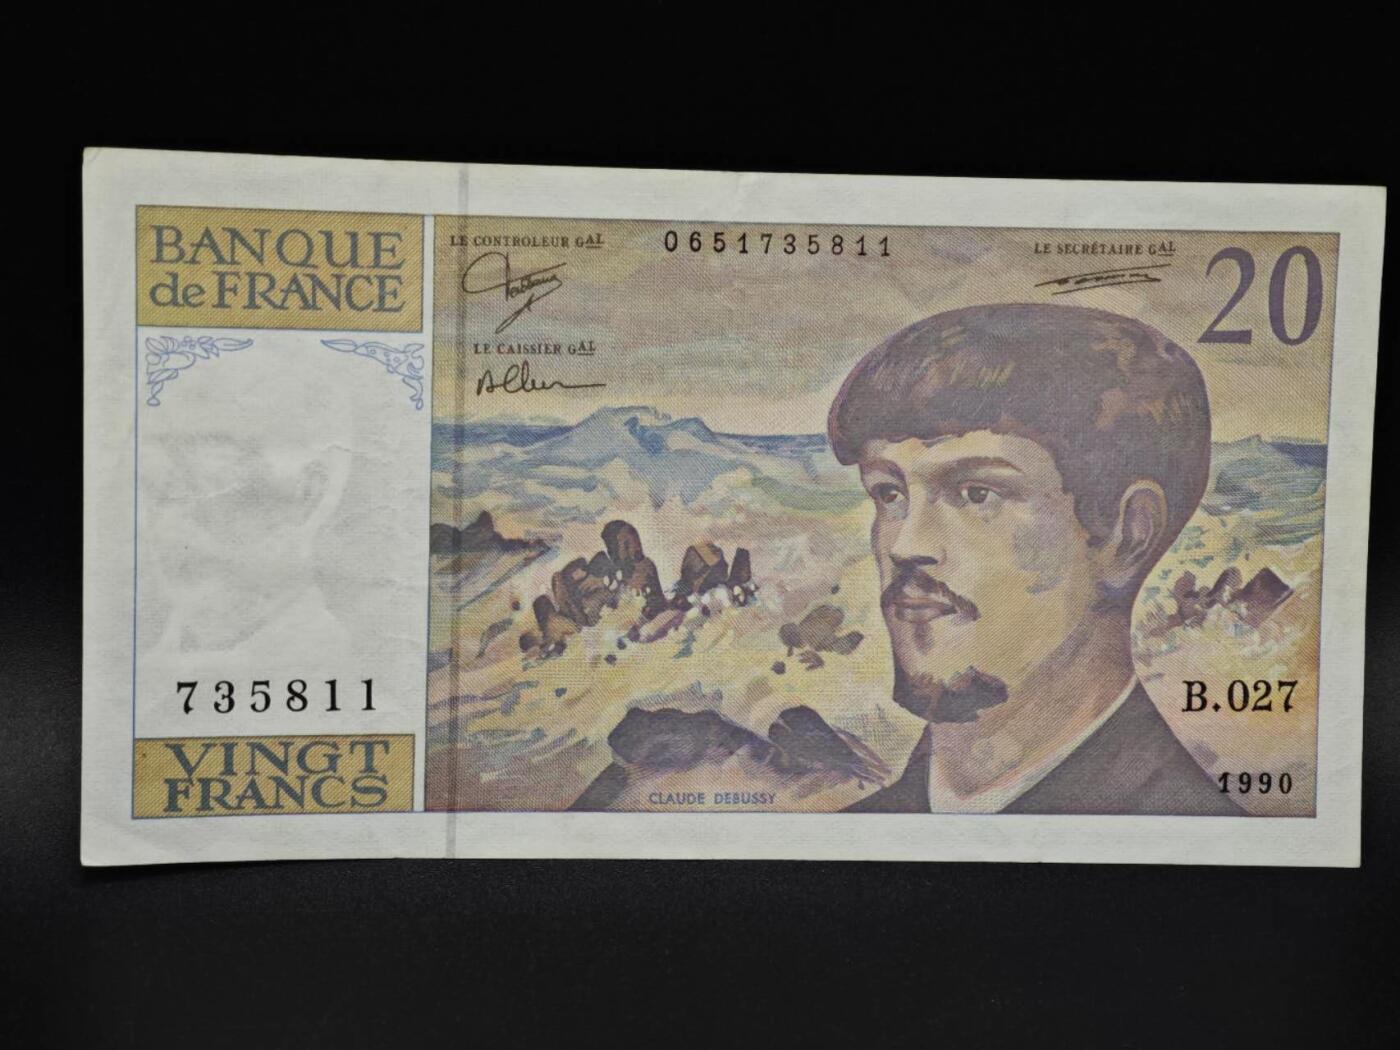 BANQUE
de FRANCE
LE CONTROLEUR GAL
0651735811
LE SECRÉTAIRE GAL
20
LE CAISSIER GAL
735811
B.027
VINGT
FRANCS
1990
CLAUDE DEBUSSY